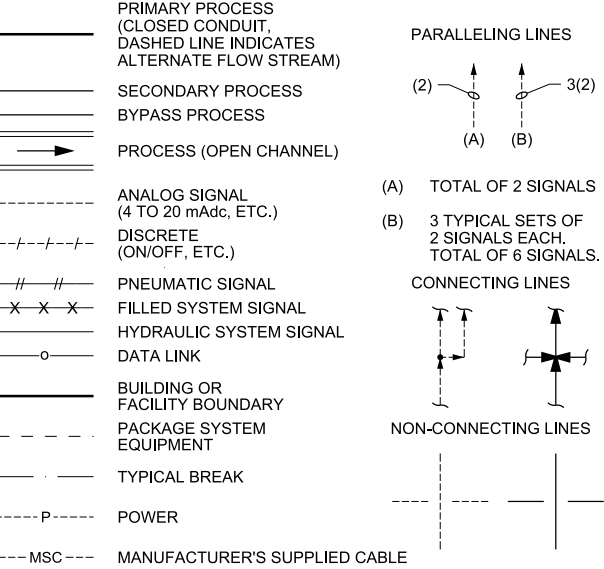 PRIMARY PROCESS
(CLOSED CONDUIT,
DASHED LINE INDICATES
ALTERNATE FLOW STREAM)
SECONDARY PROCESS
BYPASS PROCESS
PROCESS (OPEN CHANNEL)
ANALOG SIGNAL
(4 TO 20 mAdc, ETC.)
DISCRETE
(ON/OFF, ETC.)
// // PNEUMATIC SIGNAL
X X X FILLED SYSTEM SIGNAL
HYDRAULIC SYSTEM SIGNAL
o DATA LINK
BUILDING OR
FACILITY BOUNDARY
PACKAGE SYSTEM
EQUIPMENT
TYPICAL BREAK
P POWER
MSC MANUFACTURER'S SUPPLIED CABLE
PARALLELING LINES
(2) 3(2)
(A) (B)
(A) TOTAL OF 2 SIGNALS
(B) 3 TYPICAL SETS OF
2 SIGNALS EACH.
TOTAL OF 6 SIGNALS.
CONNECTING LINES
NON-CONNECTING LINES